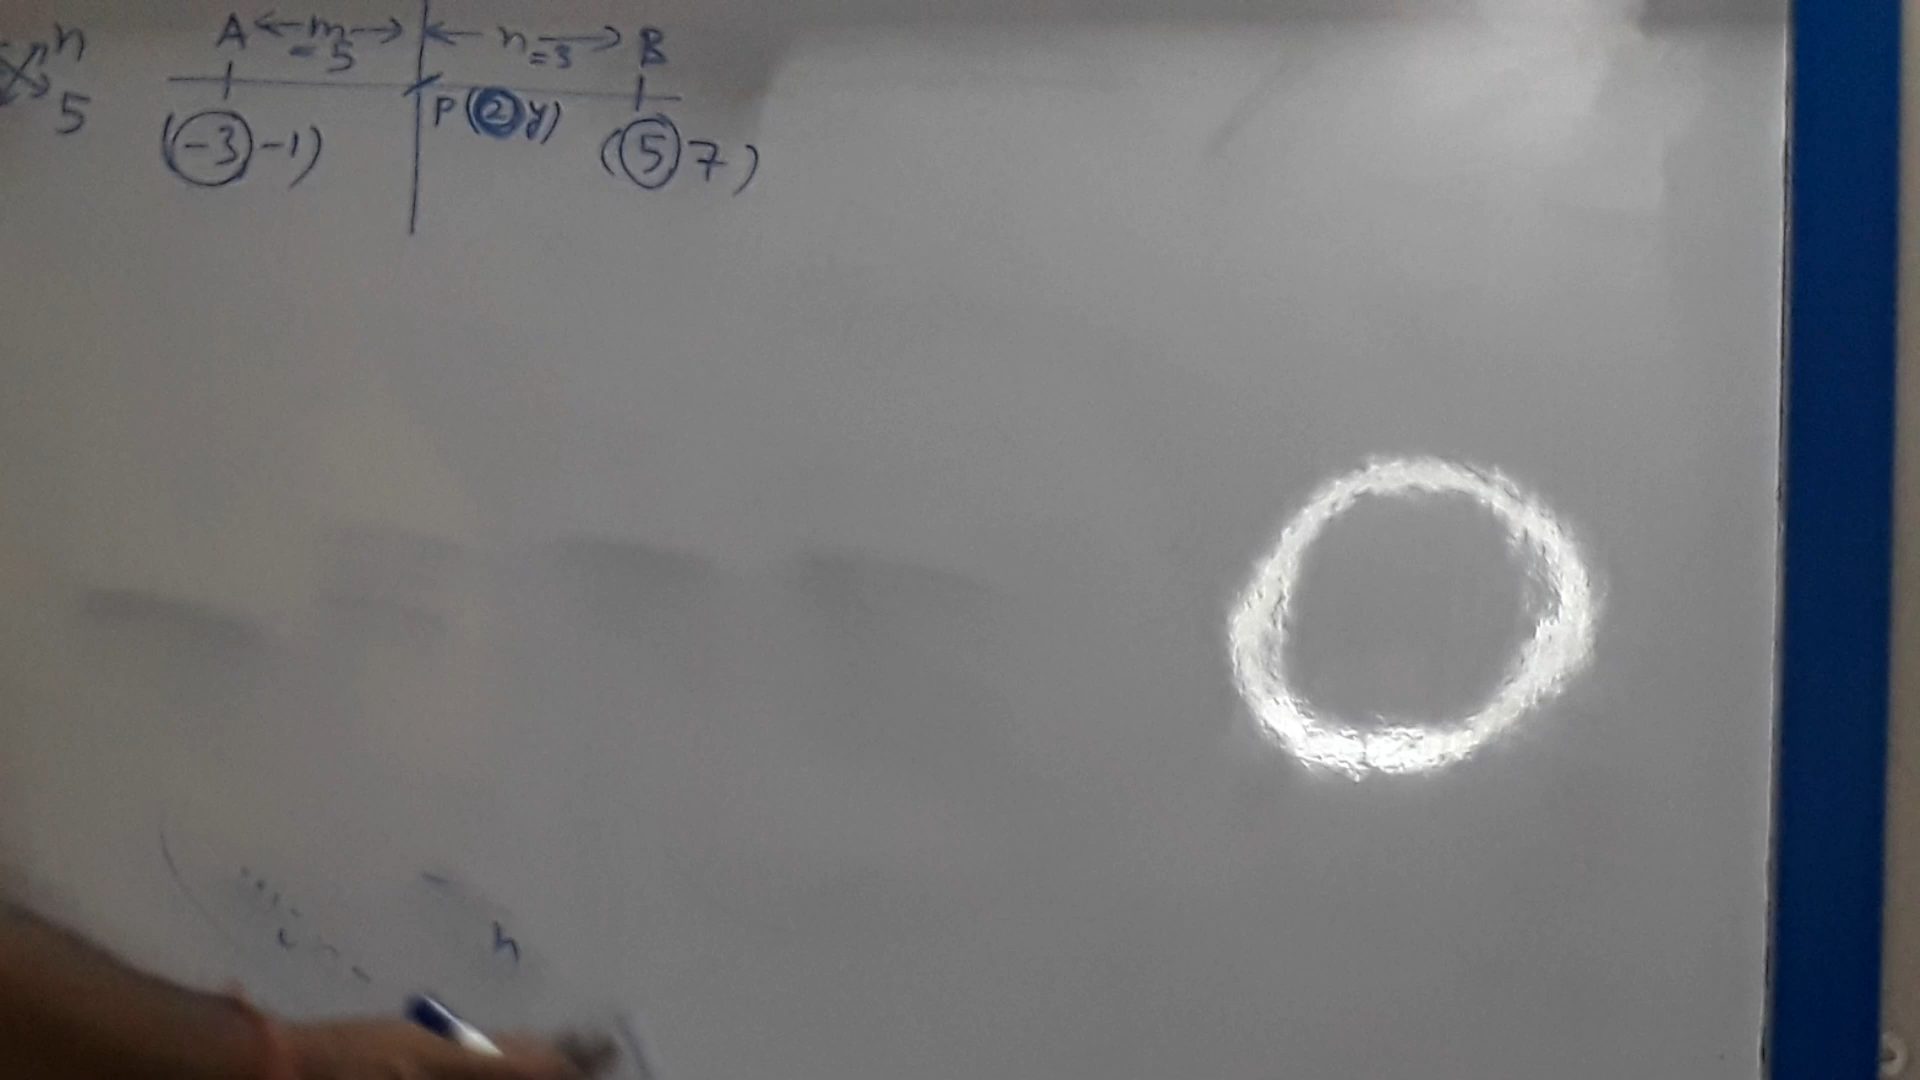 n A ←m→ ←n→ B
5 =5 =3
P(2 y)
(-3 -1) (5 7)
n